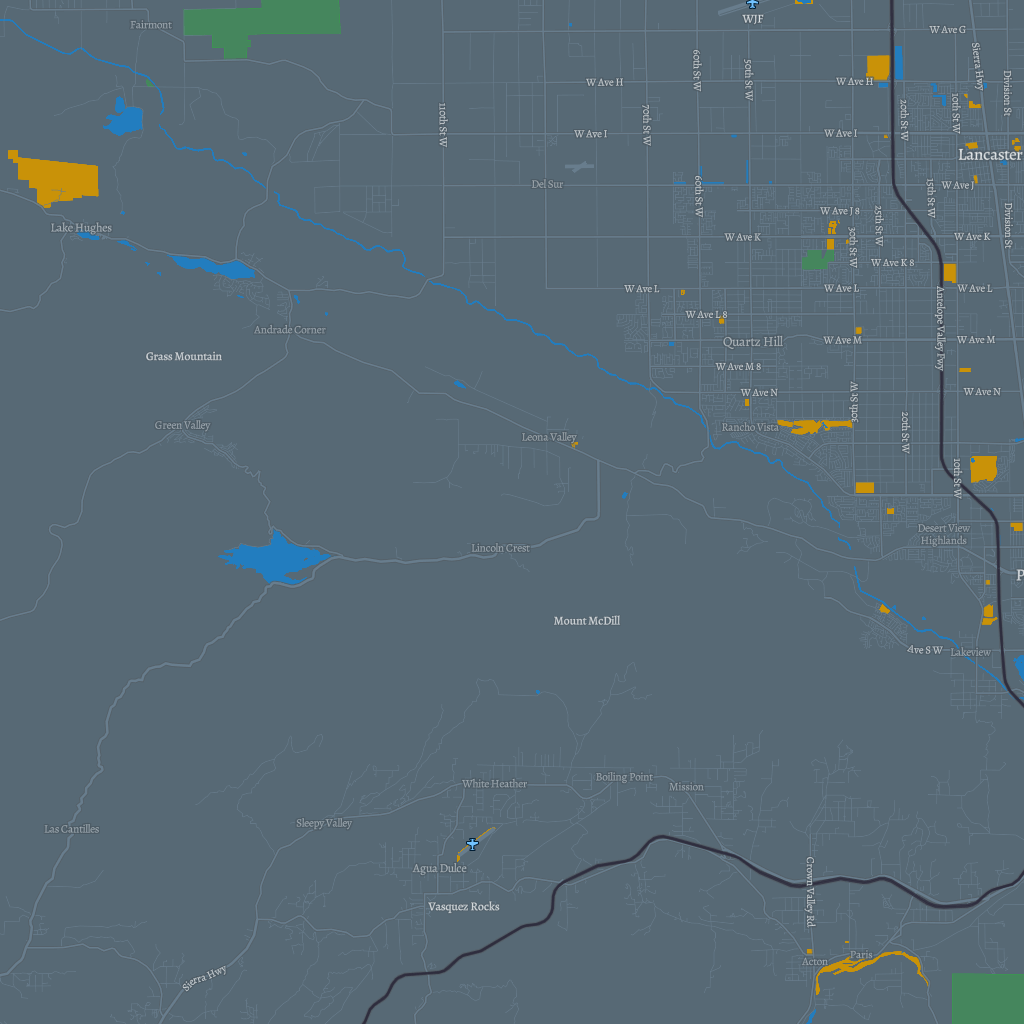 Fairmont
WJF
W Ave G
Sierra Hwy
60th St W
50th St W
W Ave H
W Ave H
Division St
110th St W
70th St W
20th St W
10th St W
W Ave I
W Ave I
Lancaster
Del Sur
60th St W
15th St W
W Ave J
W Ave J 8
25th St W
Division St
Lake Hughes
W Ave K
30th St W
W Ave K
W Ave K 8
W Ave L
W Ave L
W Ave L
Andrade Corner
W Ave L 8
Antelope Valley Fwy
Quartz Hill
W Ave M
W Ave M
Grass Mountain
W Ave M 8
W Ave N
W Ave N
30th St W
Green Valley
Rancho Vista
20th St W
Leona Valley
10th St W
Desert View
Highlands
Lincoln Crest
P
Mount McDill
Ave S W
Lakeview
White Heather
Boiling Point
Mission
Las Cantilles
Sleepy Valley
Agua Dulce
Crown Valley Rd
Vasquez Rocks
Sierra Hwy
Acton
Paris